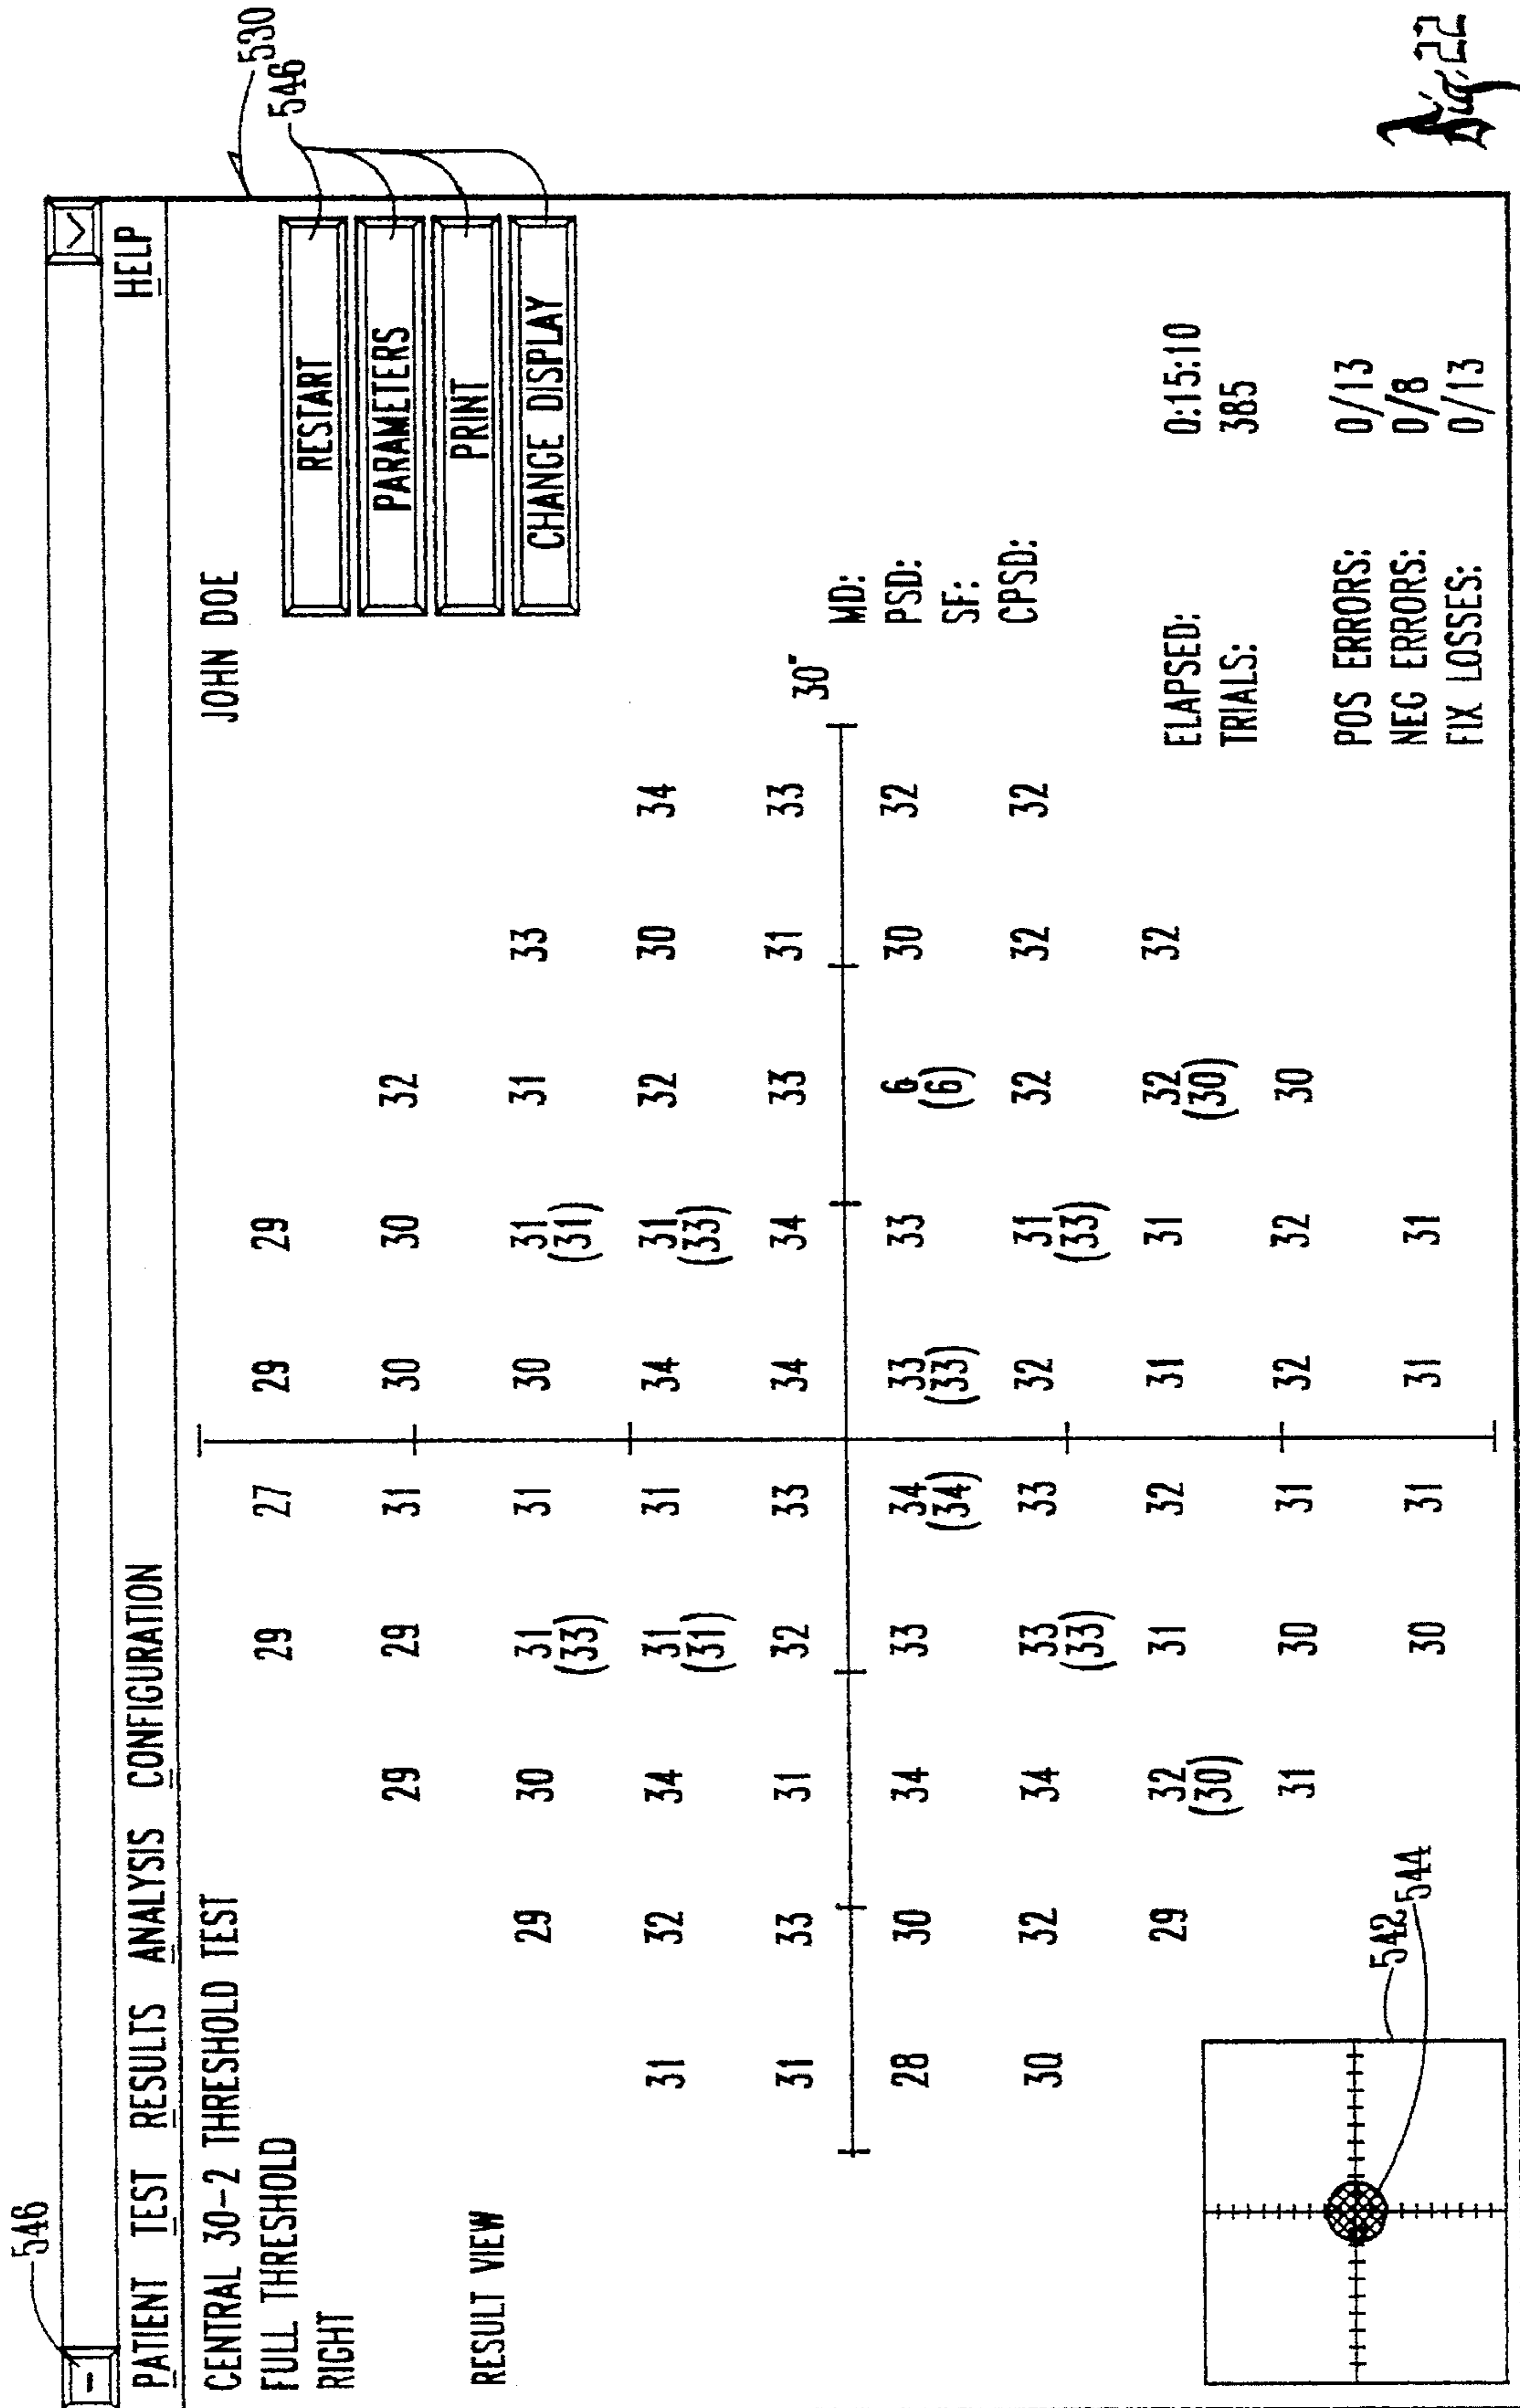 546
-
V
PATIENT TEST RESULTS ANALYSIS CONFIGURATION HELP
530
546
CENTRAL 30-2 THRESHOLD TEST JOHN DOE
FULL THRESHOLD
RIGHT
RESULT VIEW
RESTART
PARAMETERS
PRINT
CHANGE DISPLAY
29 27 29 29
29 29 31 30 30 32
29 30 31 31 30 31 31 33
(33) (31)
31 32 34 31 31 34 31 32 30 34
(31) (33)
31 33 31 32 33 34 34 33 31 33
30°
28 30 34 33 34 33 33 6 30 32
(34) (33) (6)
30 32 34 33 33 32 31 32 32 32
(33) (33)
29 32 31 32 31 31 32 32
(30) (30)
31 30 31 32 32 30
30 31 31 31
MD:
PSD:
SF:
CPSD:
ELAPSED: 0:15:10
TRIALS: 385
POS ERRORS: 0/13
NEG ERRORS: 0/8
FIX LOSSES: 0/13
542
544
Fig. 22